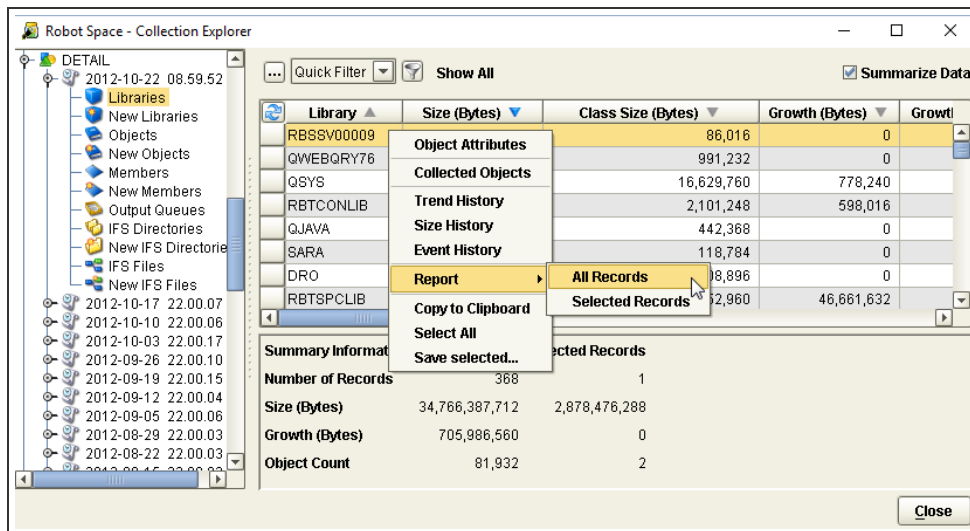 Robot Space - Collection Explorer
DETAIL
2012-10-22 08.59.52
Libraries
New Libraries
Objects
New Objects
Members
New Members
Output Queues
IFS Directories
New IFS Directorie
IFS Files
New IFS Files
2012-10-17 22.00.07
2012-10-10 22.00.06
2012-10-03 22.00.17
2012-09-26 22.00.10
2012-09-19 22.00.15
2012-09-12 22.00.04
2012-09-05 22.00.06
2012-08-29 22.00.03
2012-08-22 22.00.03
... Quick Filter Show All Summarize Data
Library Size (Bytes) Class Size (Bytes) Growth (Bytes) Growt
RBSSV00009 86,016 0
QWEBQRY76 991,232 0
QSYS 16,629,760 778,240
RBTCONLIB 2,101,248 598,016
QJAVA 442,368 0
SARA 118,784 0
DRO 8,896 0
RBTSPCLIB 2,960 46,661,632
Object Attributes
Collected Objects
Trend History
Size History
Event History
Report
Copy to Clipboard
Select All
Save selected...
All Records
Selected Records
Summary Informat ected Records
Number of Records 368 1
Size (Bytes) 34,766,387,712 2,878,476,288
Growth (Bytes) 705,986,560 0
Object Count 81,932 2
Close